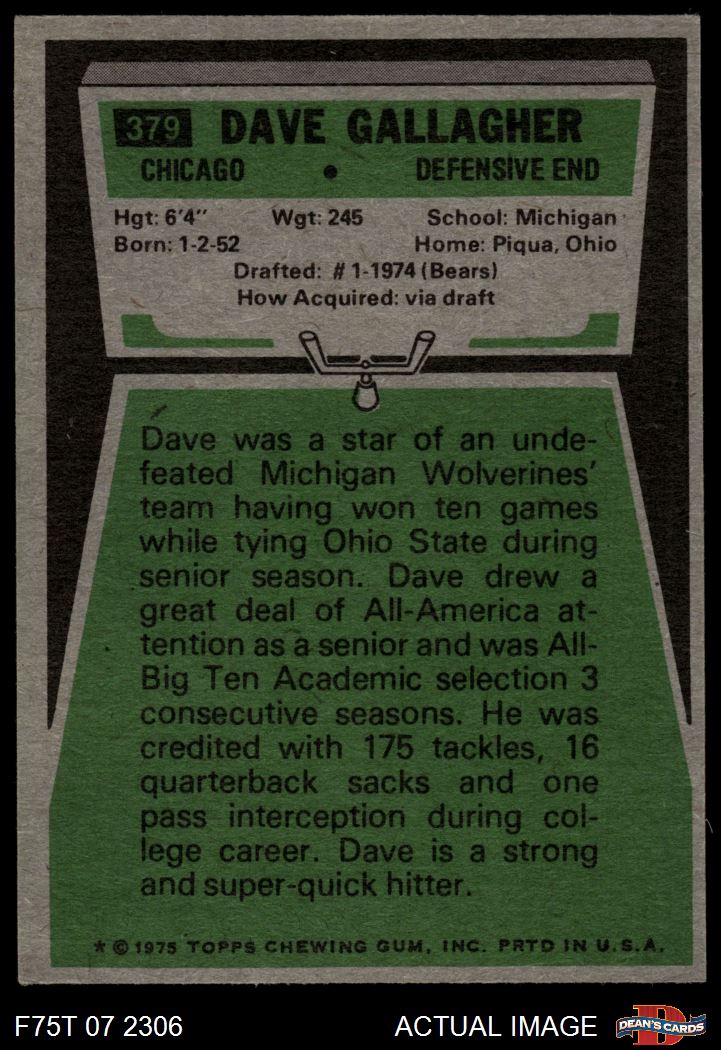 379 DAVE GALLAGHER
CHICAGO • DEFENSIVE END
Hgt: 6'4" Wgt: 245 School: Michigan
Born: 1-2-52 Home: Piqua, Ohio
Drafted: #1-1974 (Bears)
How Acquired: via draft
Dave was a star of an unde-
feated Michigan Wolverines'
team having won ten games
while tying Ohio State during
senior season. Dave drew a
great deal of All-America at-
tention as a senior and was All-
Big Ten Academic selection 3
consecutive seasons. He was
credited with 175 tackles, 16
quarterback sacks and one
pass interception during col-
lege career. Dave is a strong
and super-quick hitter.
* © 1975 TOPPS CHEWING GUM, INC. PRTD IN U.S.A.
F75T 07 2306 ACTUAL IMAGE D DEAN'S CARDS